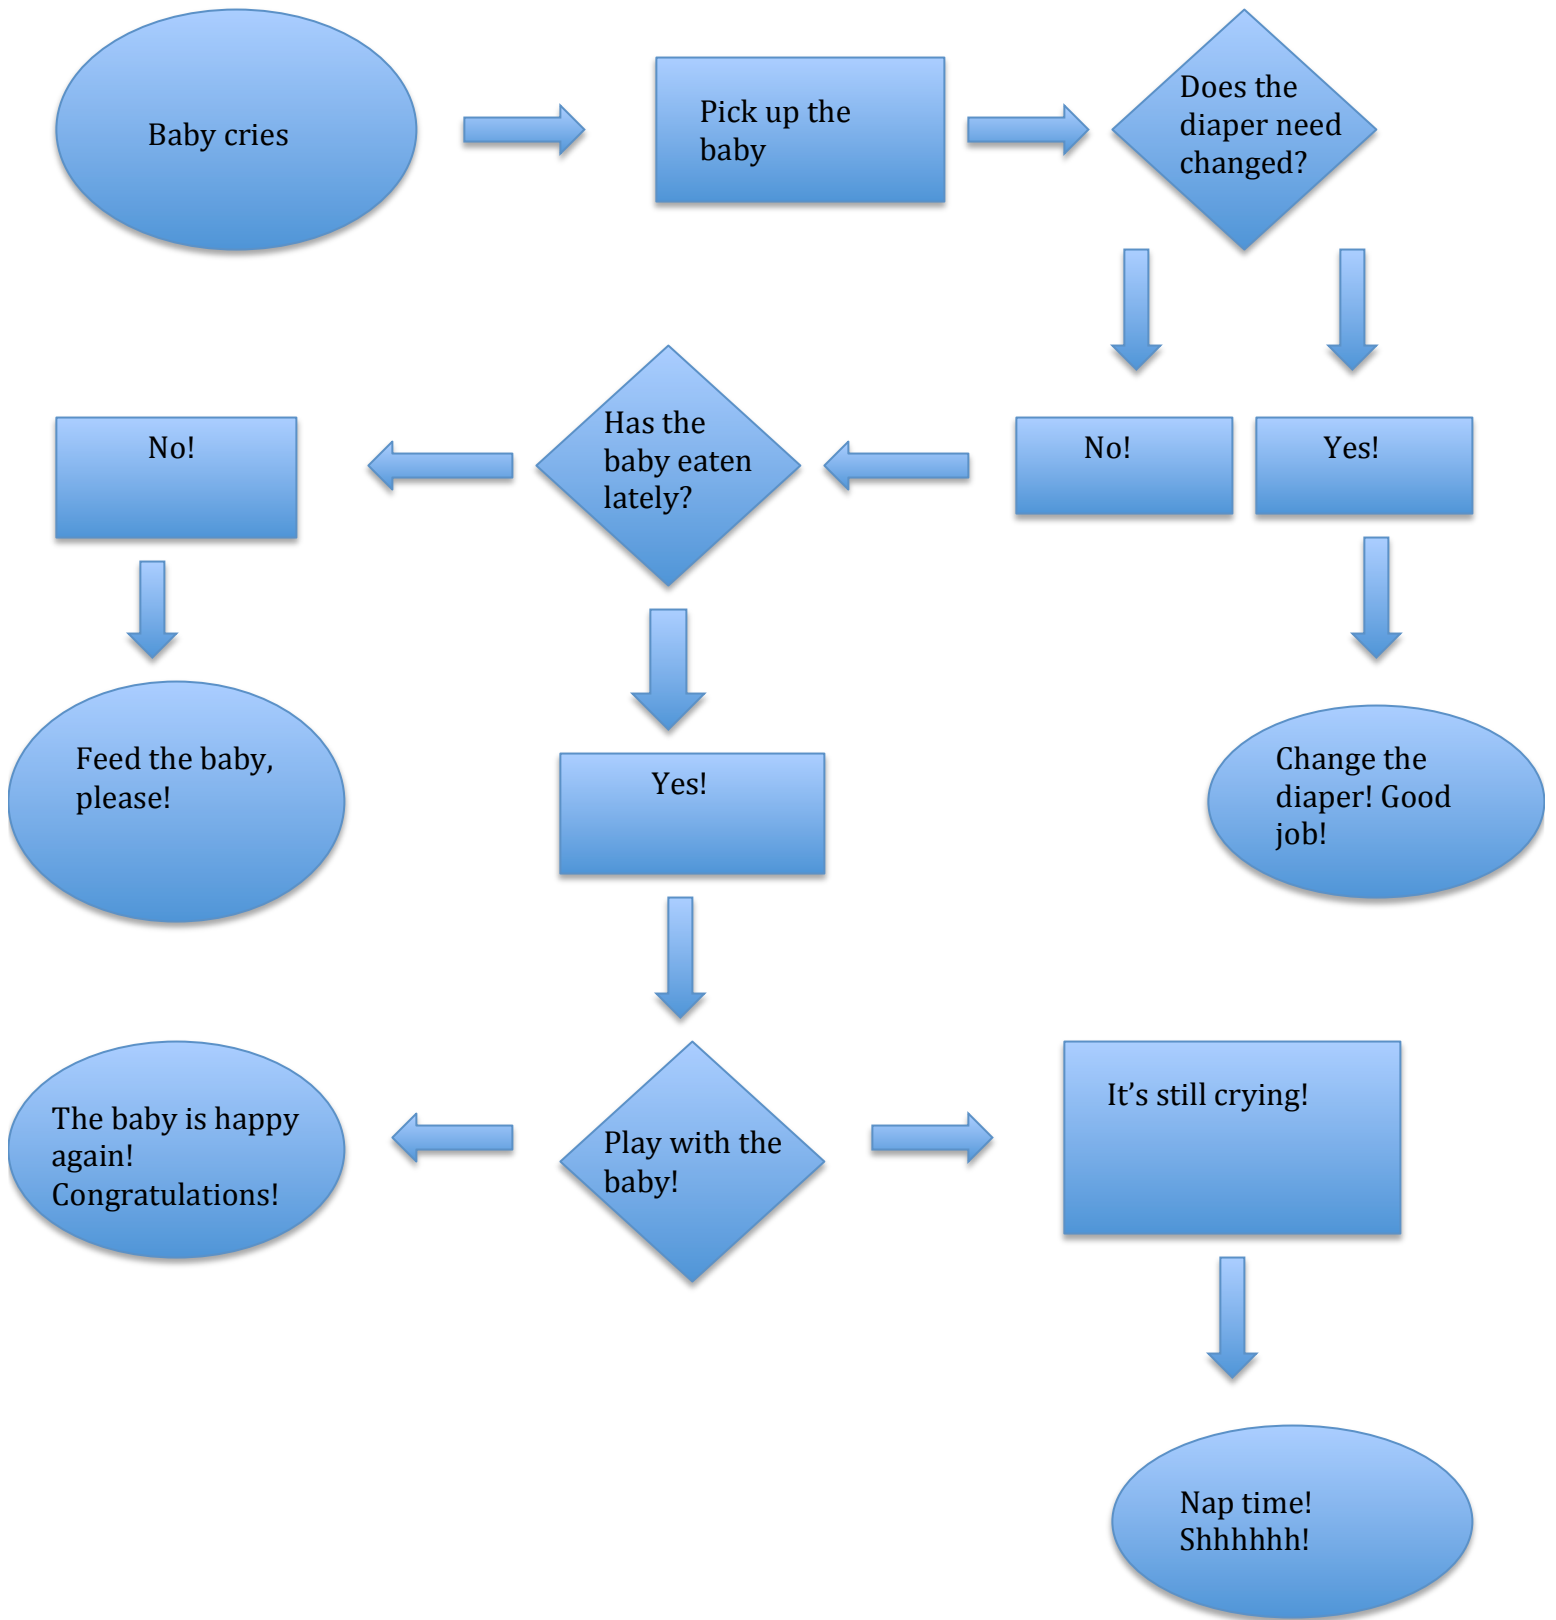 Baby cries
Pick up the
baby
Does the
diaper need
changed?
No!
Has the
baby eaten
lately?
No!
Yes!
Feed the baby,
please!
Yes!
Change the
diaper! Good
job!
The baby is happy
again!
Congratulations!
Play with the
baby!
It’s still crying!
Nap time!
Shhhhhh!